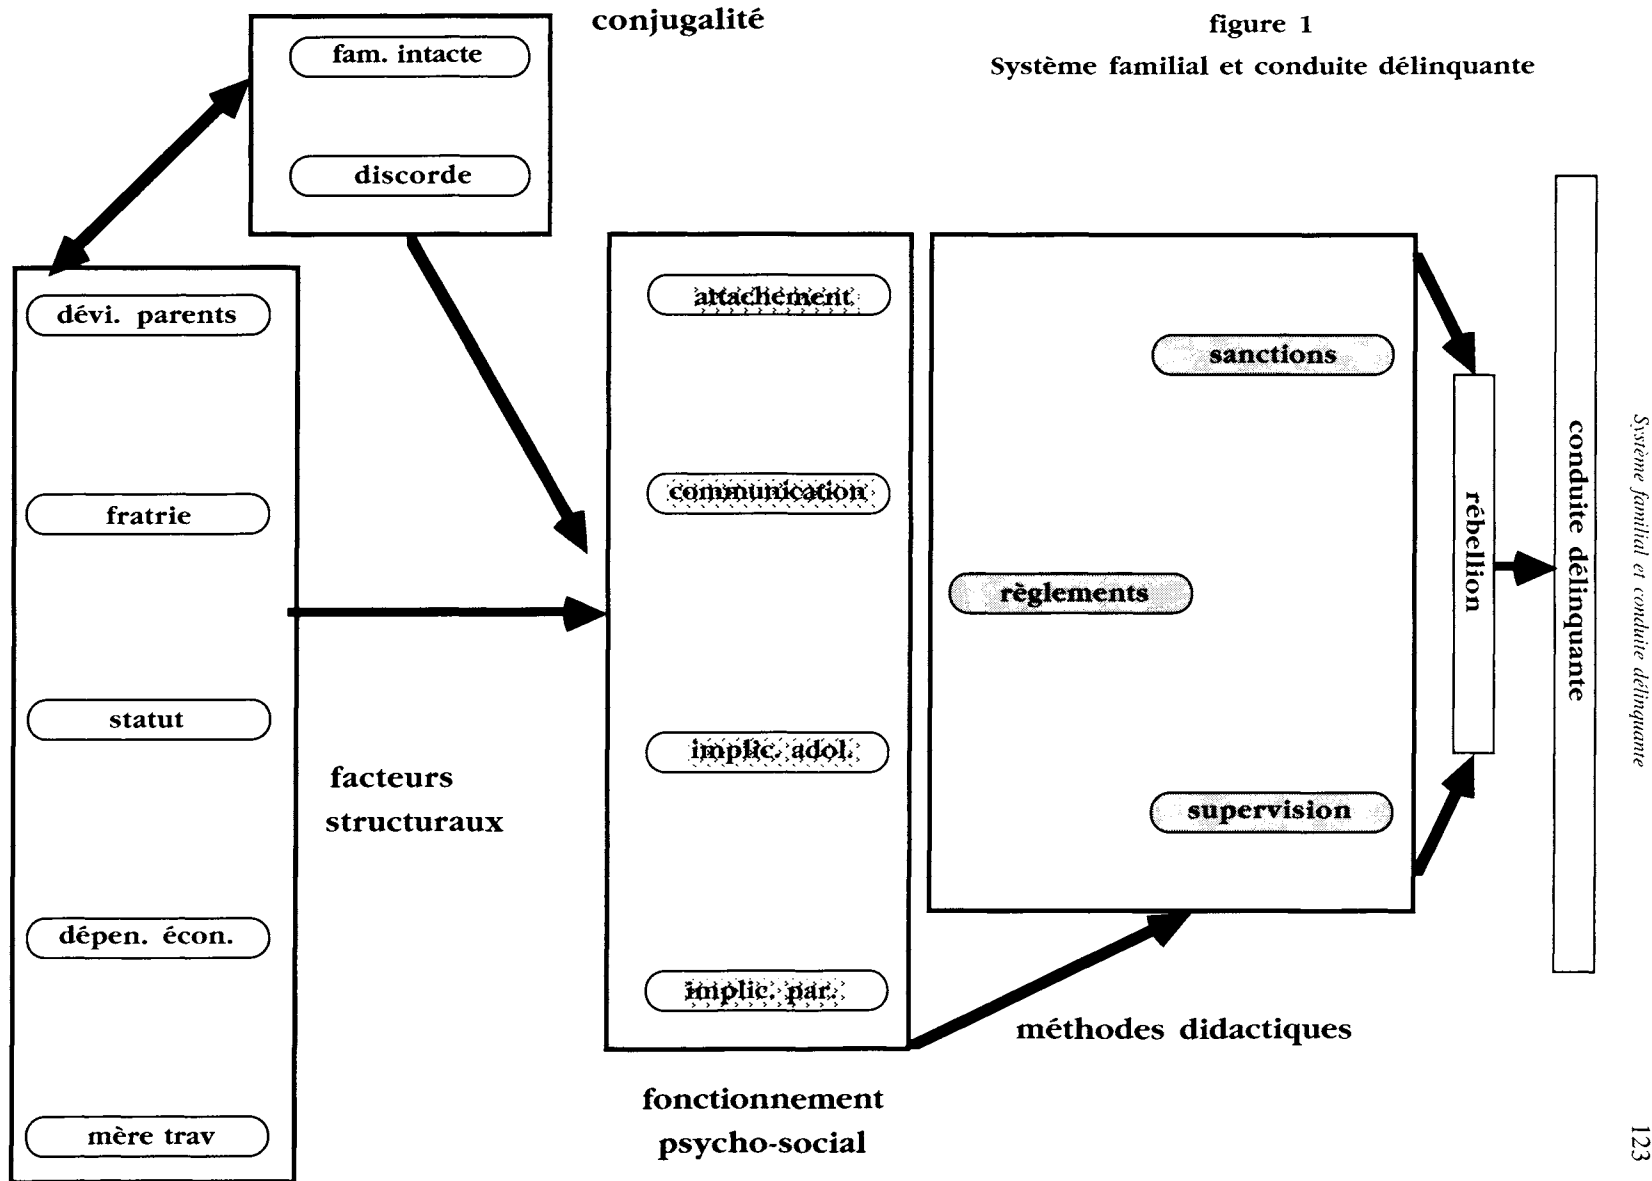 conjugalité
figure 1
Système familial et conduite délinquante
fam. intacte
discorde
dévi. parents
fratrie
statut
dépen. écon.
mère trav
facteurs
structuraux
attachement
communication
implic. adol.
implic. par.
fonctionnement
psycho-social
sanctions
règlements
supervision
méthodes didactiques
rébellion
conduite délinquante
Système familial et conduite délinquante
123